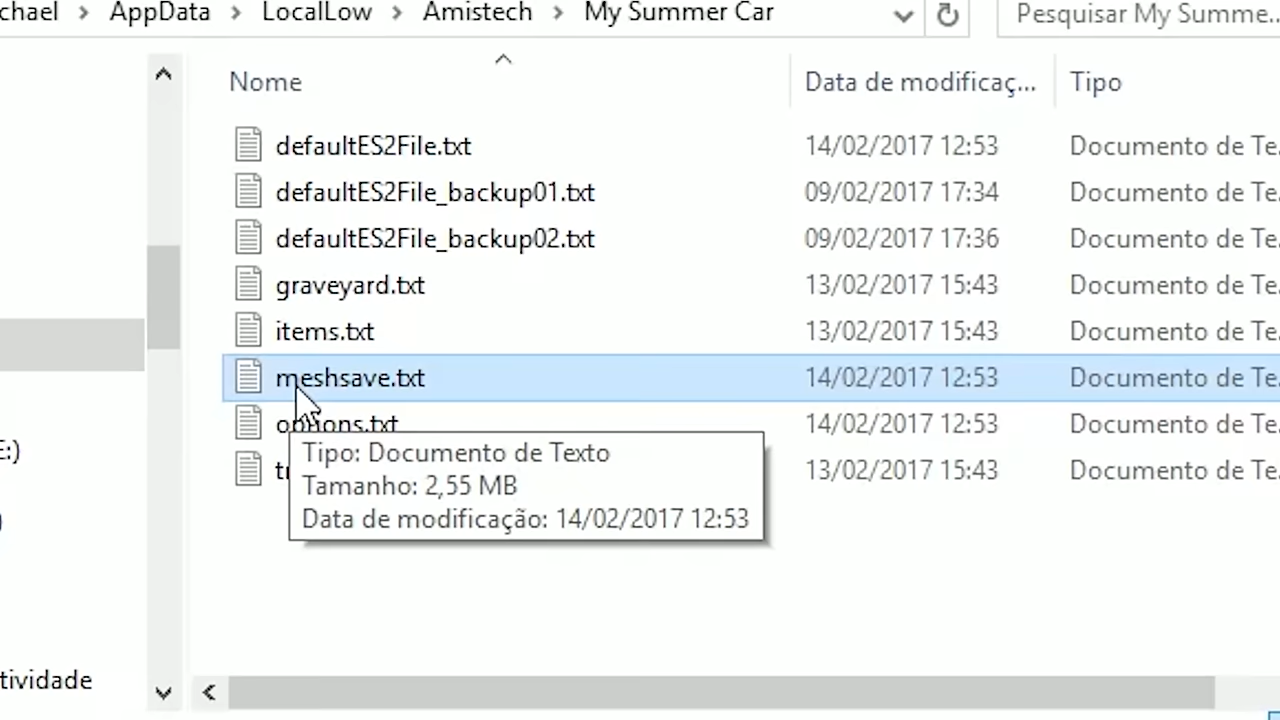 chael > AppData > LocalLow > Amistech > My Summer Car
Pesquisar My Summe...
Nome
Data de modificaç...
Tipo
defaultES2File.txt 14/02/2017 12:53 Documento de Te
defaultES2File_backup01.txt 09/02/2017 17:34 Documento de Te
defaultES2File_backup02.txt 09/02/2017 17:36 Documento de Te
graveyard.txt 13/02/2017 15:43 Documento de Te
items.txt 13/02/2017 15:43 Documento de Te
meshsave.txt 14/02/2017 12:53 Documento de Te
options.txt 14/02/2017 12:53 Documento de Te
13/02/2017 15:43 Documento de Te
Tipo: Documento de Texto
Tamanho: 2,55 MB
Data de modificação: 14/02/2017 12:53
E:)
)
tividade